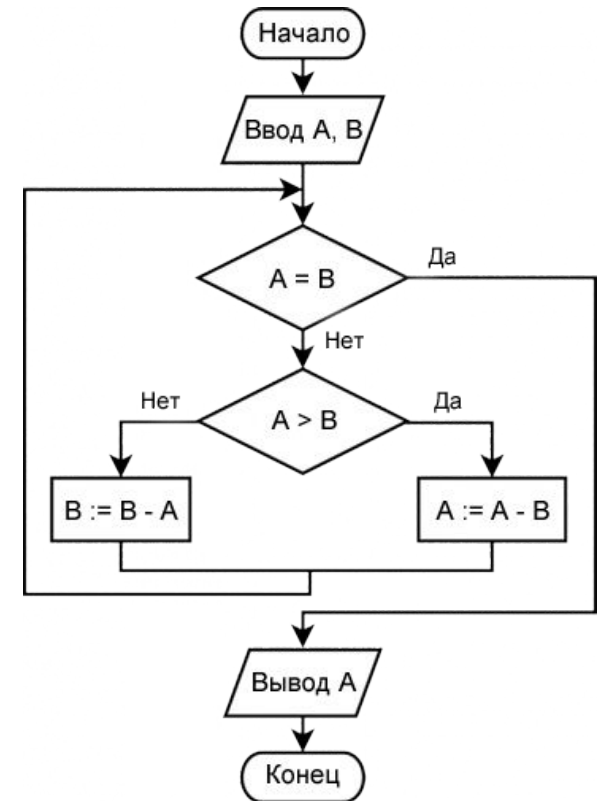 Начало
Ввод A, B
A = B
Да
Нет
A > B
Нет
Да
B := B - A
A := A - B
Вывод A
Конец